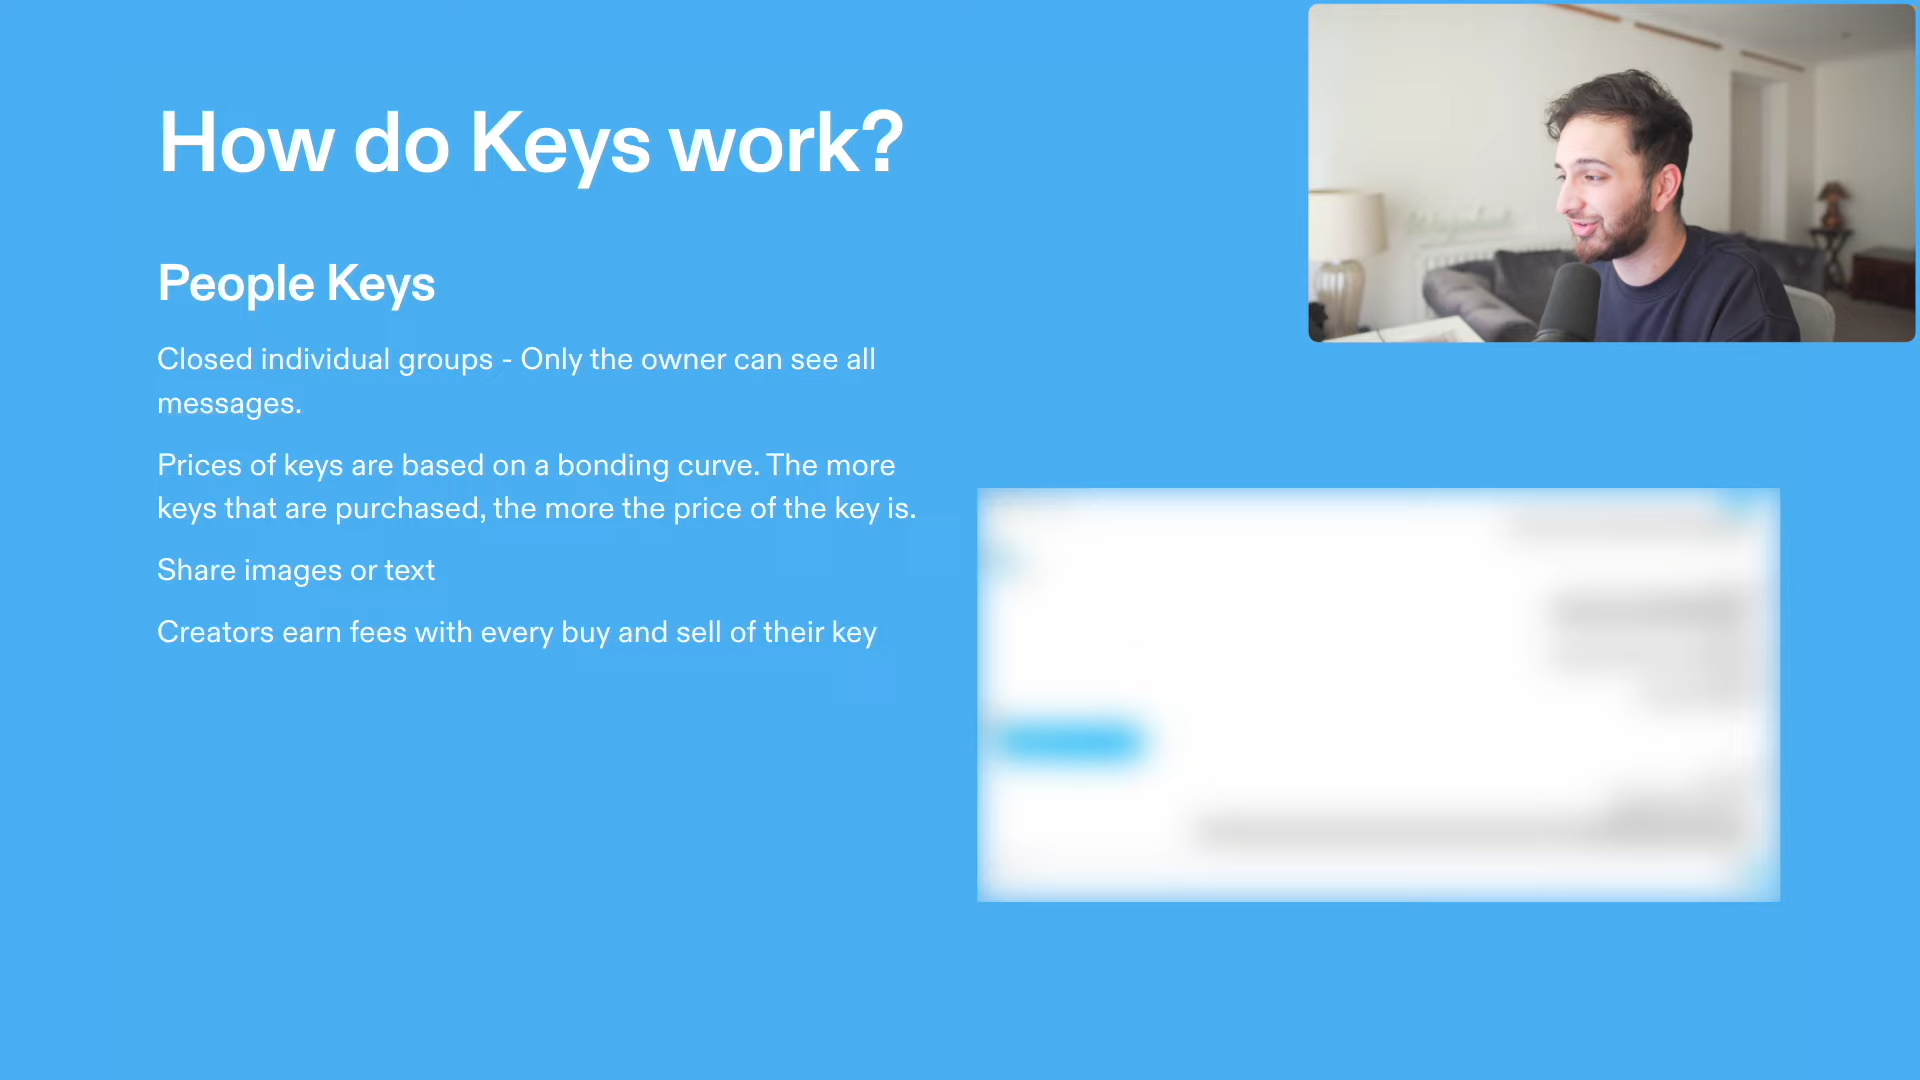 How do Keys work?
People Keys
Closed individual groups - Only the owner can see all
messages.
Prices of keys are based on a bonding curve. The more
keys that are purchased, the more the price of the key is.
Share images or text
Creators earn fees with every buy and sell of their key